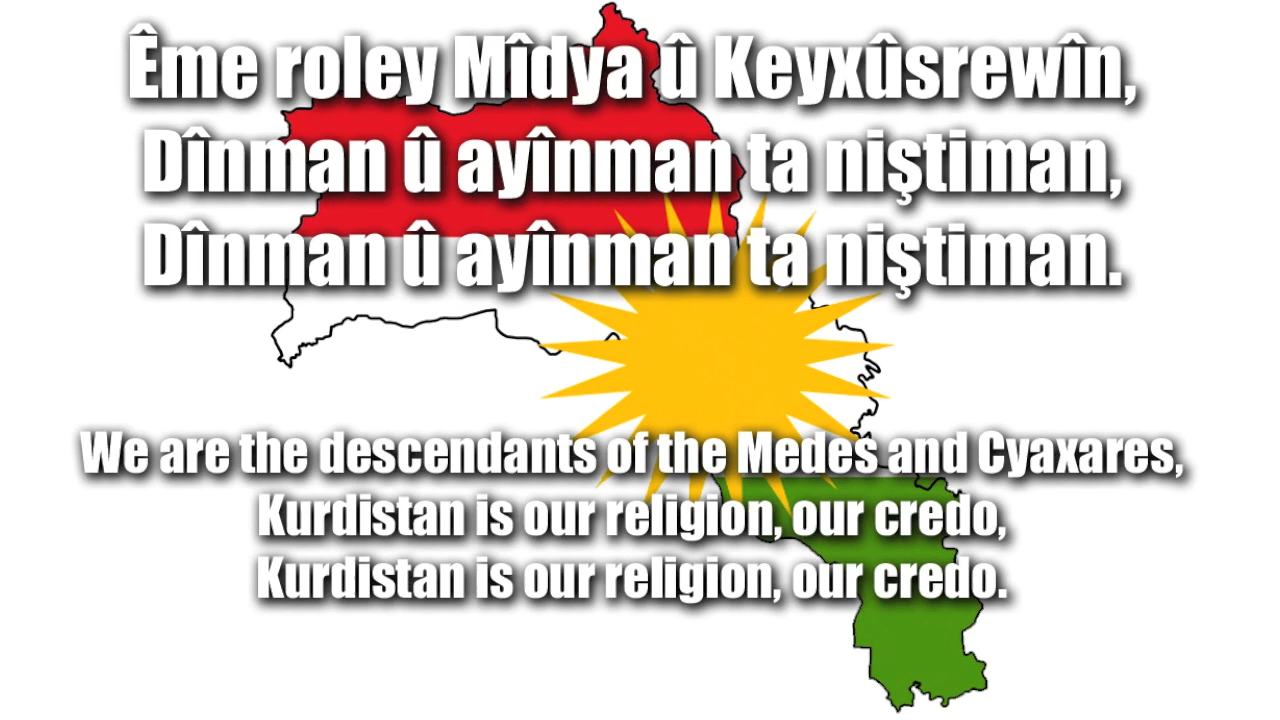 Ême roley Mîdya û Keyxûsrewîn,
Dînman û ayînman ta niştiman,
Dînman û ayînman ta niştiman.
We are the descendants of the Medes and Cyaxares,
Kurdistan is our religion, our credo,
Kurdistan is our religion, our credo.